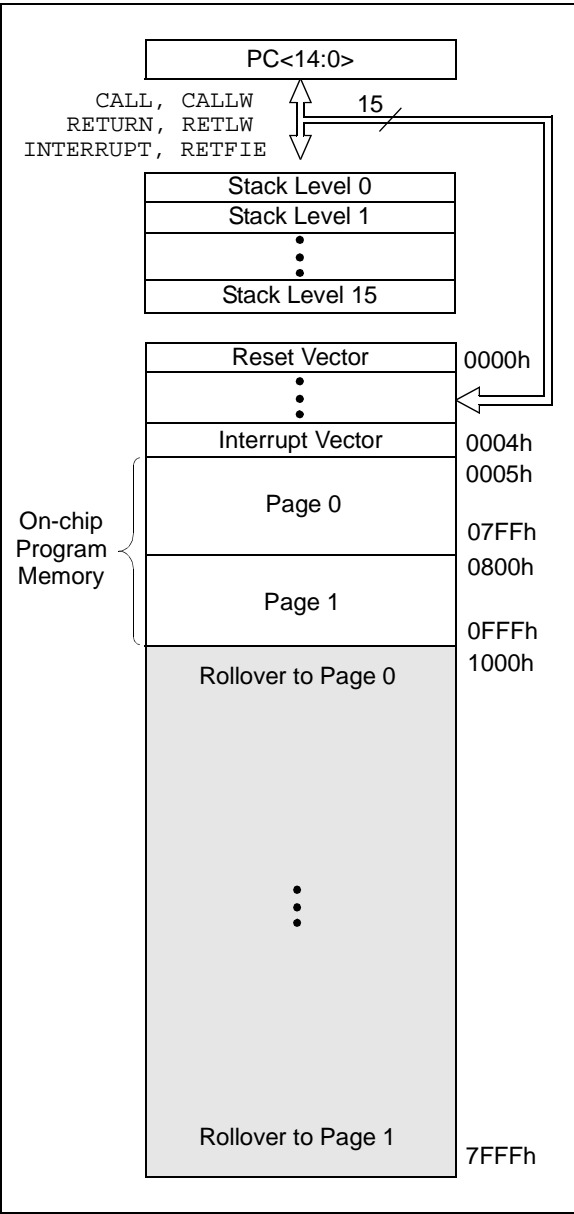 PC<14:0>
CALL, CALLW
RETURN, RETLW
INTERRUPT, RETFIE
15
Stack Level 0
Stack Level 1
Stack Level 15
Reset Vector
0000h
Interrupt Vector
0004h
0005h
On-chip
Program
Memory
Page 0
07FFh
0800h
Page 1
0FFFh
1000h
Rollover to Page 0
Rollover to Page 1
7FFFh